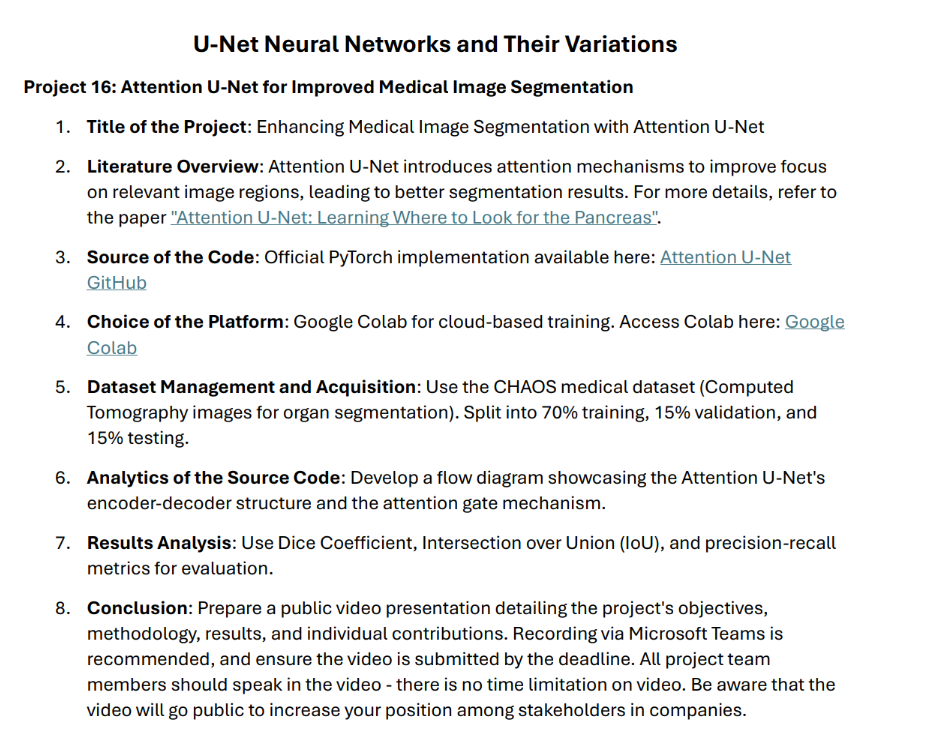 U-Net Neural Networks and Their Variations
Project 16: Attention U-Net for Improved Medical Image Segmentation
1. Title of the Project: Enhancing Medical Image Segmentation with Attention U-Net
2. Literature Overview: Attention U-Net introduces attention mechanisms to improve focus
on relevant image regions, leading to better segmentation results. For more details, refer to
the paper "Attention U-Net: Learning Where to Look for the Pancreas".
3. Source of the Code: Official PyTorch implementation available here: Attention U-Net
GitHub
4. Choice of the Platform: Google Colab for cloud-based training. Access Colab here: Google
Colab
5. Dataset Management and Acquisition: Use the CHAOS medical dataset (Computed
Tomography images for organ segmentation). Split into 70% training, 15% validation, and
15% testing.
6. Analytics of the Source Code: Develop a flow diagram showcasing the Attention U-Net's
encoder-decoder structure and the attention gate mechanism.
7. Results Analysis: Use Dice Coefficient, Intersection over Union (IoU), and precision-recall
metrics for evaluation.
8. Conclusion: Prepare a public video presentation detailing the project's objectives,
methodology, results, and individual contributions. Recording via Microsoft Teams is
recommended, and ensure the video is submitted by the deadline. All project team
members should speak in the video - there is no time limitation on video. Be aware that the
video will go public to increase your position among stakeholders in companies.